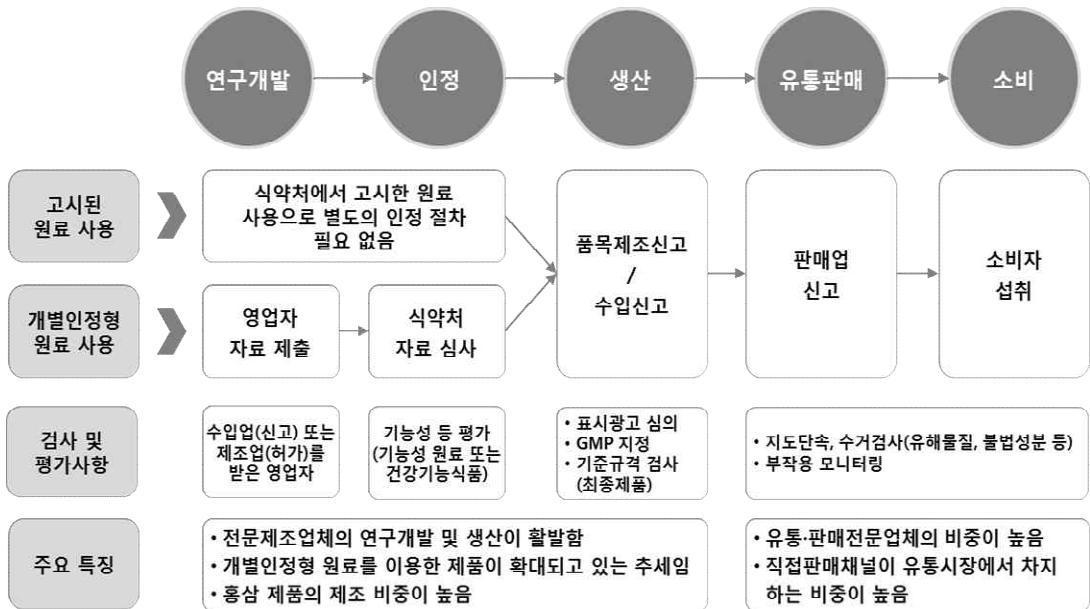 연구개발
인정
생산
유통판매
소비
고시된
원료 사용
식약처에서 고시한 원료
사용으로 별도의 인정 절차
필요 없음
품목제조신고
/
수입신고
판매업
신고
소비자
섭취
개별인정형
원료 사용
영업자
자료 제출
식약처
자료 심사
검사 및
평가사항
수입업(신고) 또는
제조업(허가)를
받은 영업자
기능성 등 평가
(기능성 원료 또는
건강기능식품)
• 표시광고 심의
• GMP 지정
• 기준규격 검사
(최종제품)
• 지도단속, 수거검사(유해물질, 불법성분 등)
• 부작용 모니터링
주요 특징
• 전문제조업체의 연구개발 및 생산이 활발함
• 개별인정형 원료를 이용한 제품이 확대되고 있는 추세임
• 홍삼 제품의 제조 비중이 높음
• 유통·판매전문업체의 비중이 높음
• 직접판매채널이 유통시장에서 차지
하는 비중이 높음